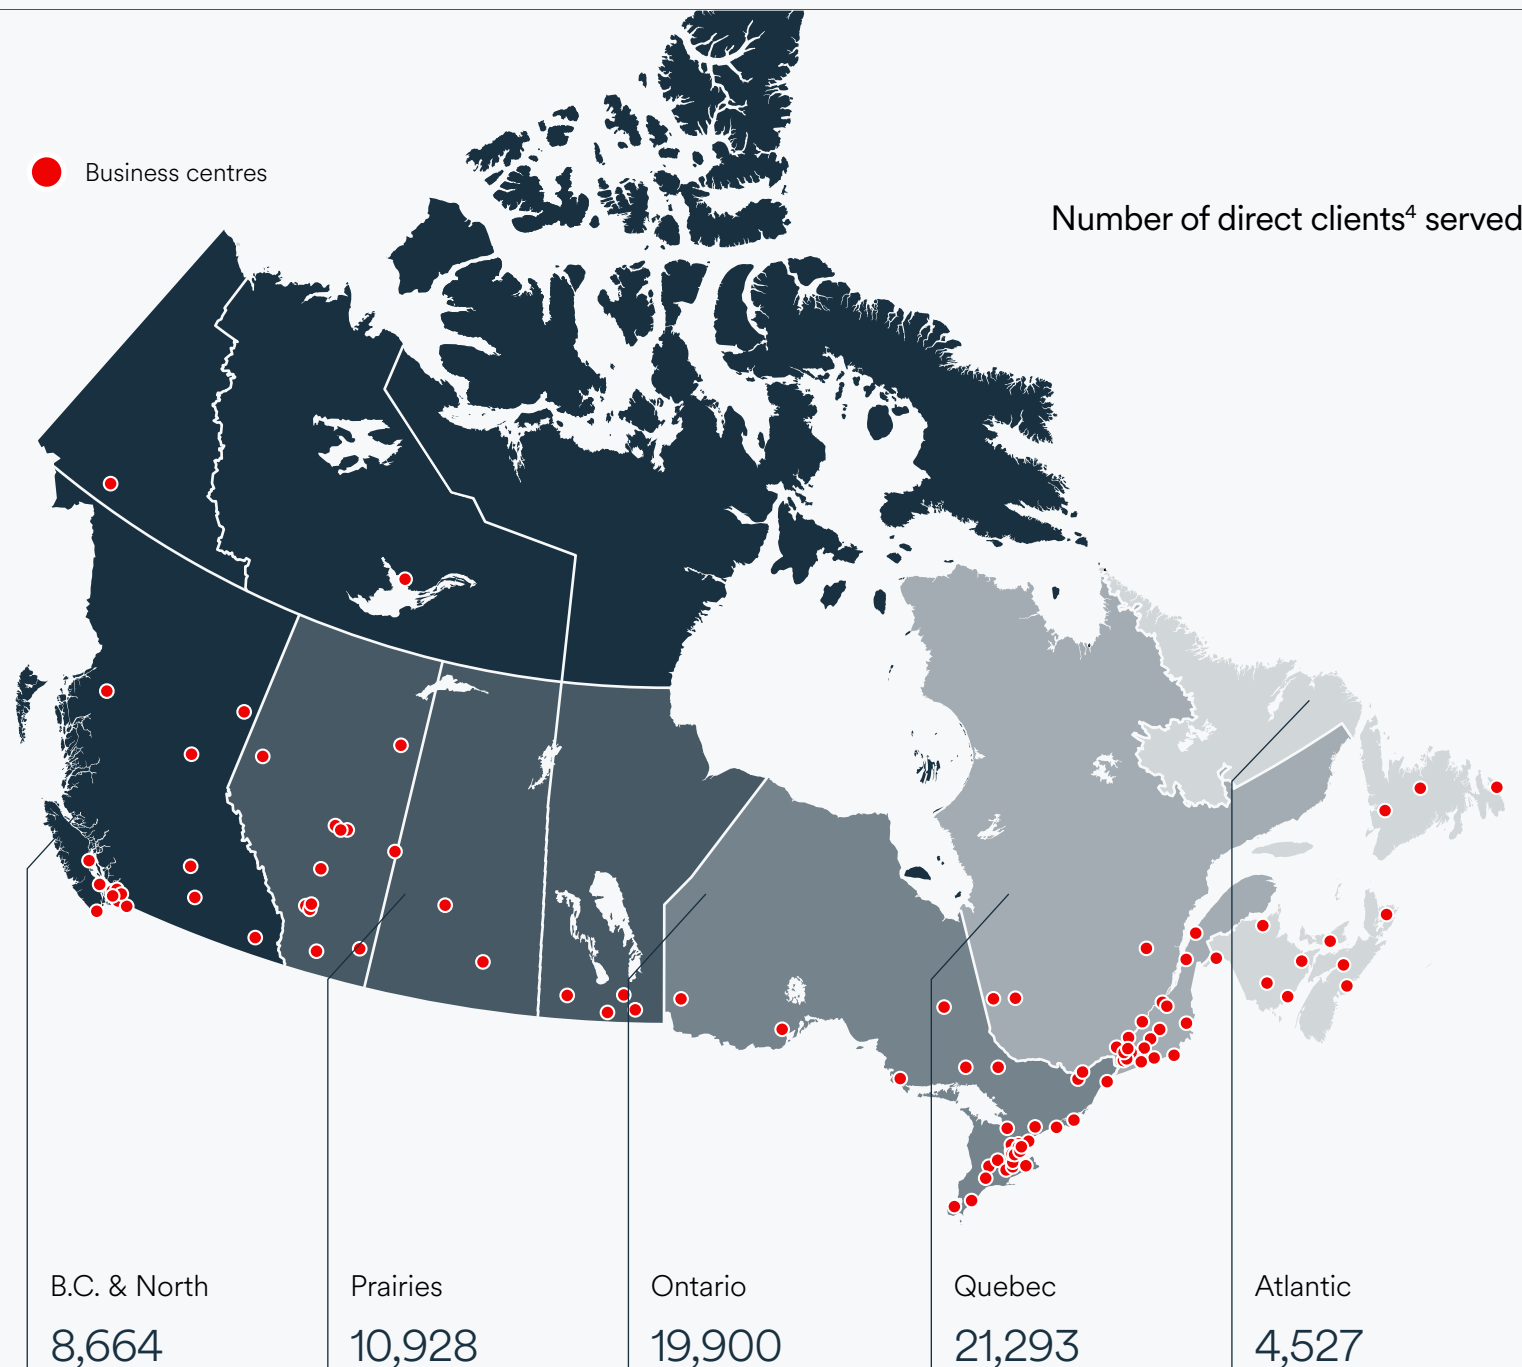 Business centres
Number of direct clients⁴ served
B.C. & North
8,664
Prairies
10,928
Ontario
19,900
Quebec
21,293
Atlantic
4,527